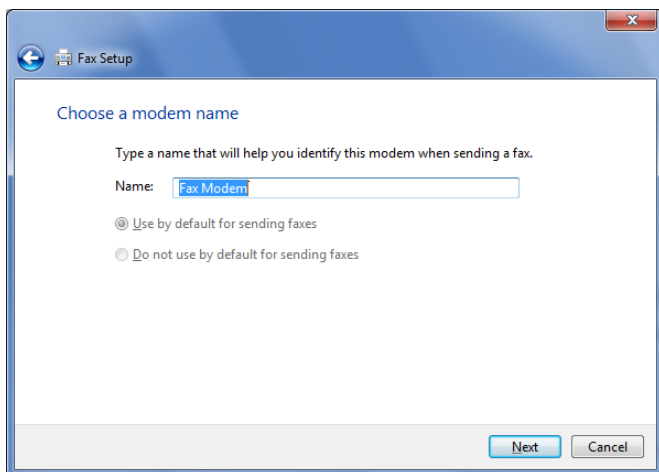 Fax Setup
Choose a modem name
Type a name that will help you identify this modem when sending a fax.
Name: Fax Modem
Use by default for sending faxes
Do not use by default for sending faxes
Next Cancel